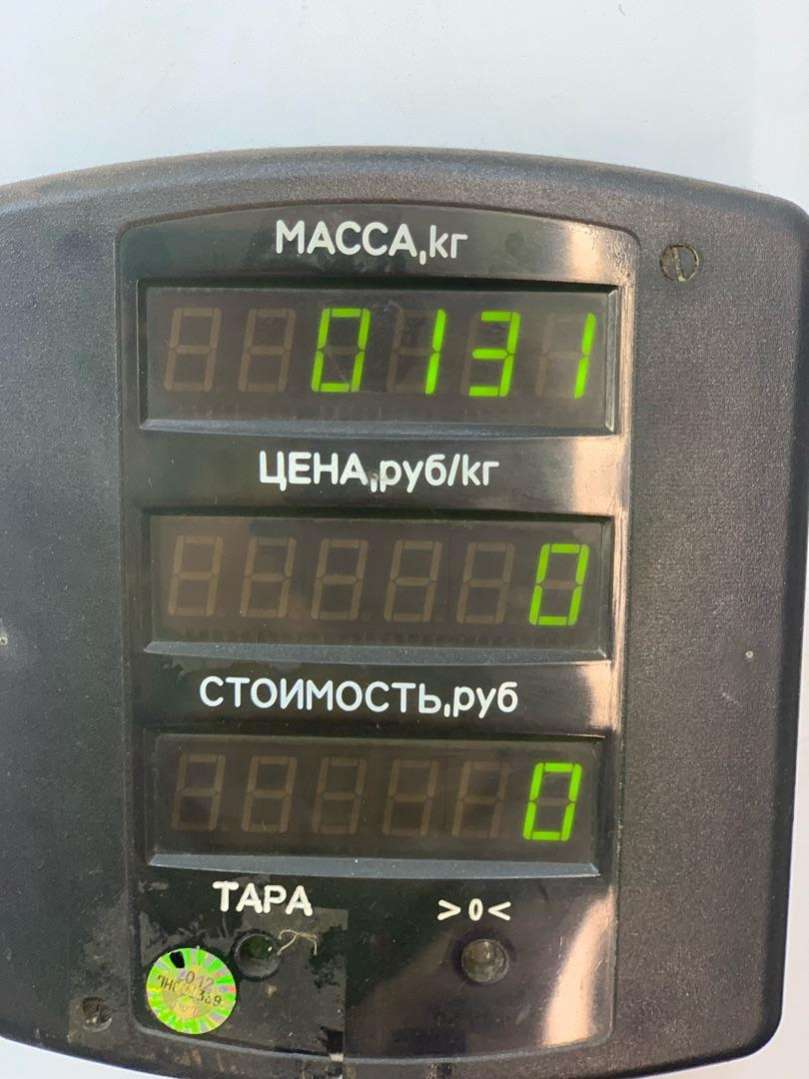 МАССА,кг
0131
ЦЕНА,руб/кг
0
СТОИМОСТЬ,руб
0
ТАРА >0<